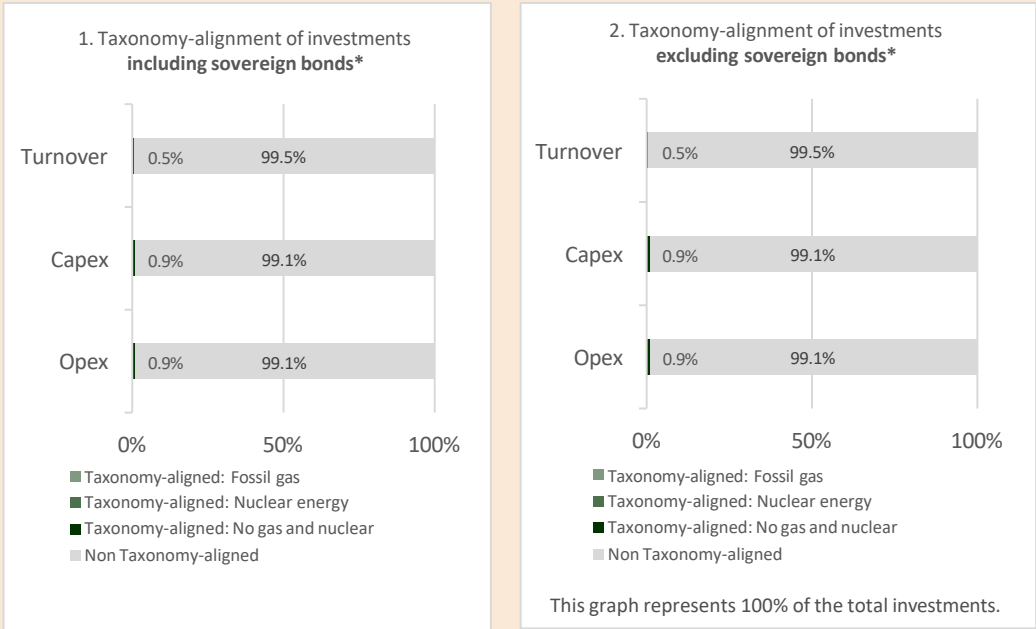 1. Taxonomy-alignment of investments
including sovereign bonds*
Turnover
0.5%
99.5%
Capex
0.9%
99.1%
Opex
0.9%
99.1%
0%
50%
100%
Taxonomy-aligned: Fossil gas
Taxonomy-aligned: Nuclear energy
Taxonomy-aligned: No gas and nuclear
Non Taxonomy-aligned
2. Taxonomy-alignment of investments
excluding sovereign bonds*
Turnover
0.5%
99.5%
Capex
0.9%
99.1%
Opex
0.9%
99.1%
0%
50%
100%
Taxonomy-aligned: Fossil gas
Taxonomy-aligned: Nuclear energy
Taxonomy-aligned: No gas and nuclear
Non Taxonomy-aligned
This graph represents 100% of the total investments.